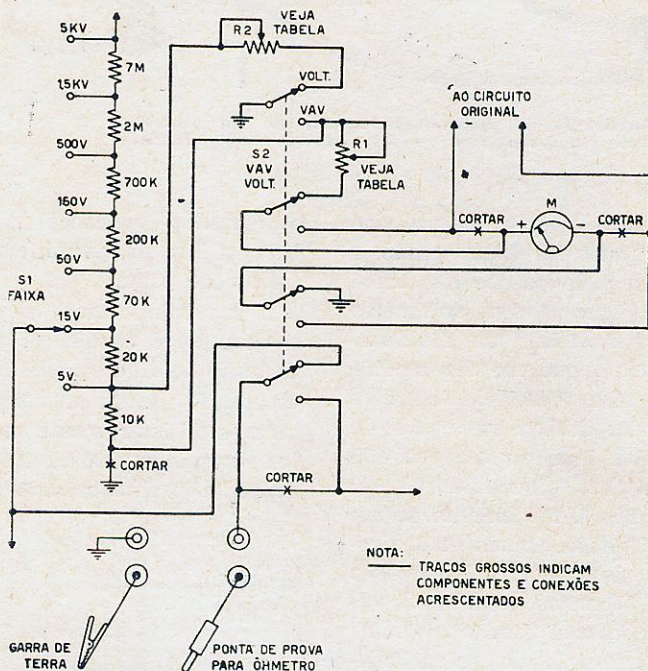 5KV
7M
1,5KV
2M
500V
700K
150V
200K
50V
70K
S1
FAIXA
15V
20K
5V.
10K
CORTAR
R2
VEJA
TABELA
VOLT.
VAV
R1
VEJA
TABELA
S2
VAV
VOLT.
AO CIRCUITO
ORIGINAL
CORTAR
+
M
-
CORTAR
CORTAR
NOTA:
TRAÇOS GROSSOS INDICAM
COMPONENTES E CONEXÕES
ACRESCENTADOS
GARRA DE
TERRA
PONTA DE PROVA
PARA ÔHMETRO